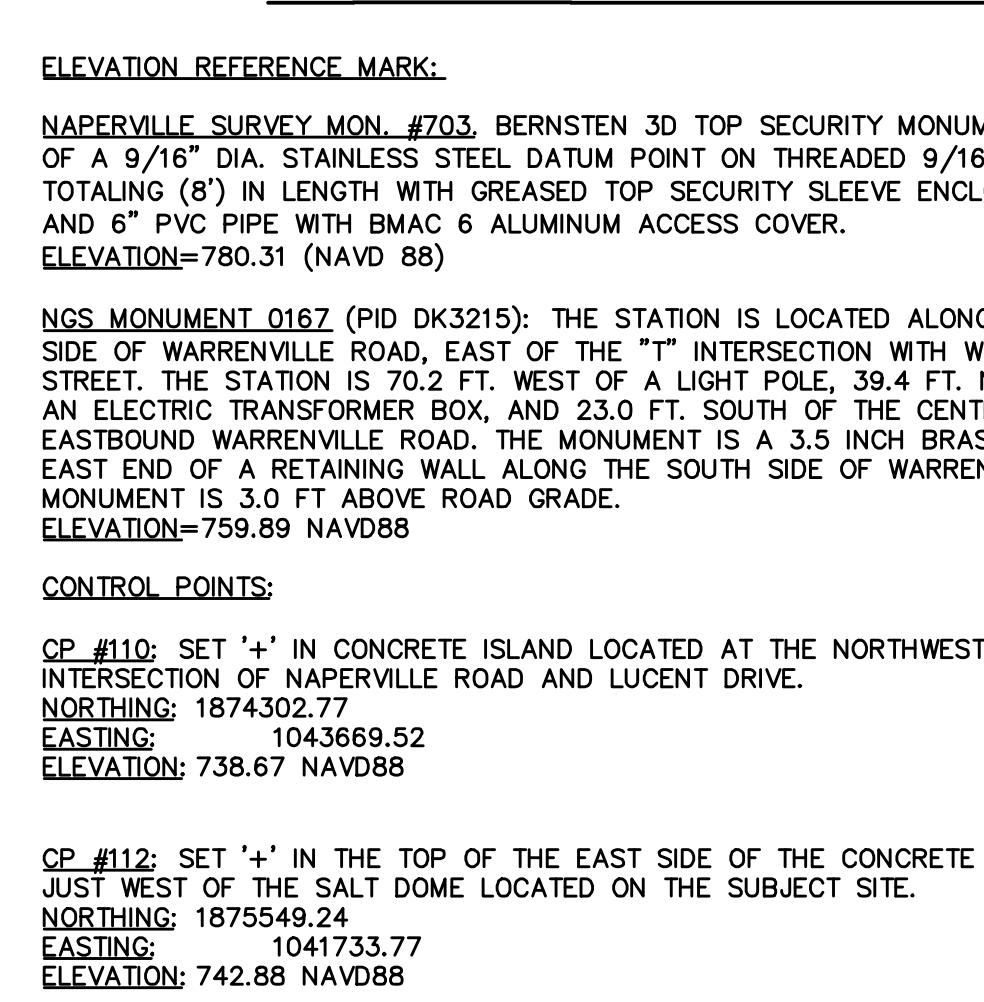 ELEVATION REFERENCE MARK:
NAPERVILLE SURVEY MON. #703. BERNSTEN 3D TOP SECURITY
OF A 9/16" DIA. STAINLESS STEEL DATUM POINT ON THREADED 9/16
TOTALING (8') IN LENGTH WITH GREASED TOP SECURITY SLEEVE
AND 6" PVC PIPE WITH BMAC 6 ALUMINUM ACCESS COVER.
ELEVATION=780.31 (NAVD 88)
NGS MONUMENT 0167 (PID DK3215): THE STATION IS LOCATED
SIDE OF WARRENVILLE ROAD, EAST OF THE "T" INTERSECTION WITH
STREET. THE STATION IS 70.2 FT. WEST OF A LIGHT POLE, 39.4 FT.
AN ELECTRIC TRANSFORMER BOX, AND 23.0 FT. SOUTH OF THE
EASTBOUND WARRENVILLE ROAD. THE MONUMENT IS A 3.5 INCH
EAST END OF A RETAINING WALL ALONG THE SOUTH SIDE OF
MONUMENT IS 3.0 FT ABOVE ROAD GRADE.
ELEVATION=759.89 NAVD88
CONTROL POINTS:
CP #110: SET '+' IN CONCRETE ISLAND LOCATED AT THE NORTHWEST
INTERSECTION OF NAPERVILLE ROAD AND LUCENT DRIVE.
NORTHING: 1874302.77
EASTING: 1043669.52
ELEVATION: 738.67 NAVD88
CP #112: SET '+' IN THE TOP OF THE EAST SIDE OF THE CONCRETE
JUST WEST OF THE SALT DOME LOCATED ON THE SUBJECT SITE.
NORTHING: 1875549.24
EASTING: 1041733.77
ELEVATION: 742.88 NAVD88